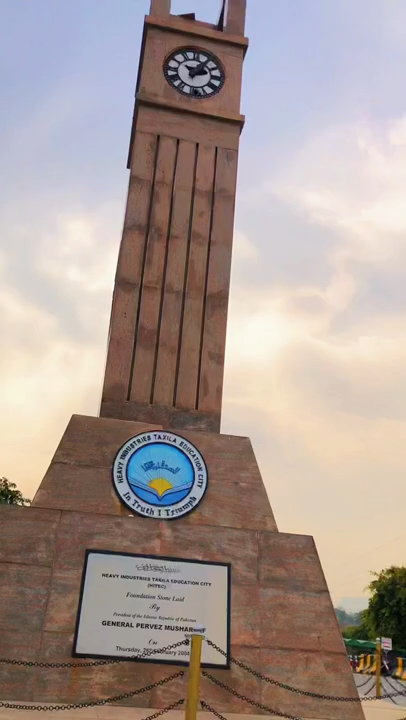 HEAVY INDUSTRIES TAXILA EDUCATION CITY
In Truth I Triumph
HEAVY INDUSTRIES TAXILA EDUCATION CITY
(HITEC)
Foundation Stone Laid
By
President of the Islamic Republic of Pakistan
GENERAL PERVEZ
On
Thursday, 2004